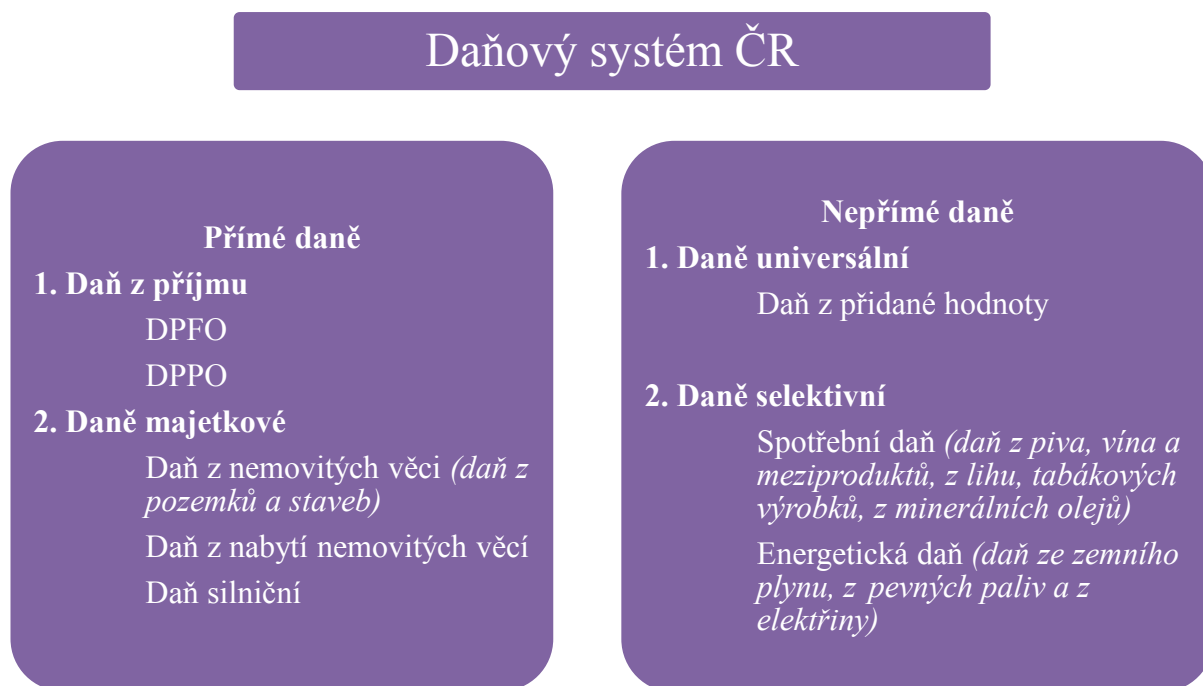 Daňový systém ČR
Přímé daně
1. Daň z příjmu
DPFO
DPPO
2. Daně majetkové
Daň z nemovitých věci (daň z
pozemků a staveb)
Daň z nabytí nemovitých věcí
Daň silniční
Nepřímé daně
1. Daně universální
Daň z přidané hodnoty
2. Daně selektivní
Spotřební daň (daň z piva, vína a
meziproduktů, z lihu, tabákových
výrobků, z minerálních olejů)
Energetická daň (daň ze zemního
plynu, z pevných paliv a z
elektřiny)